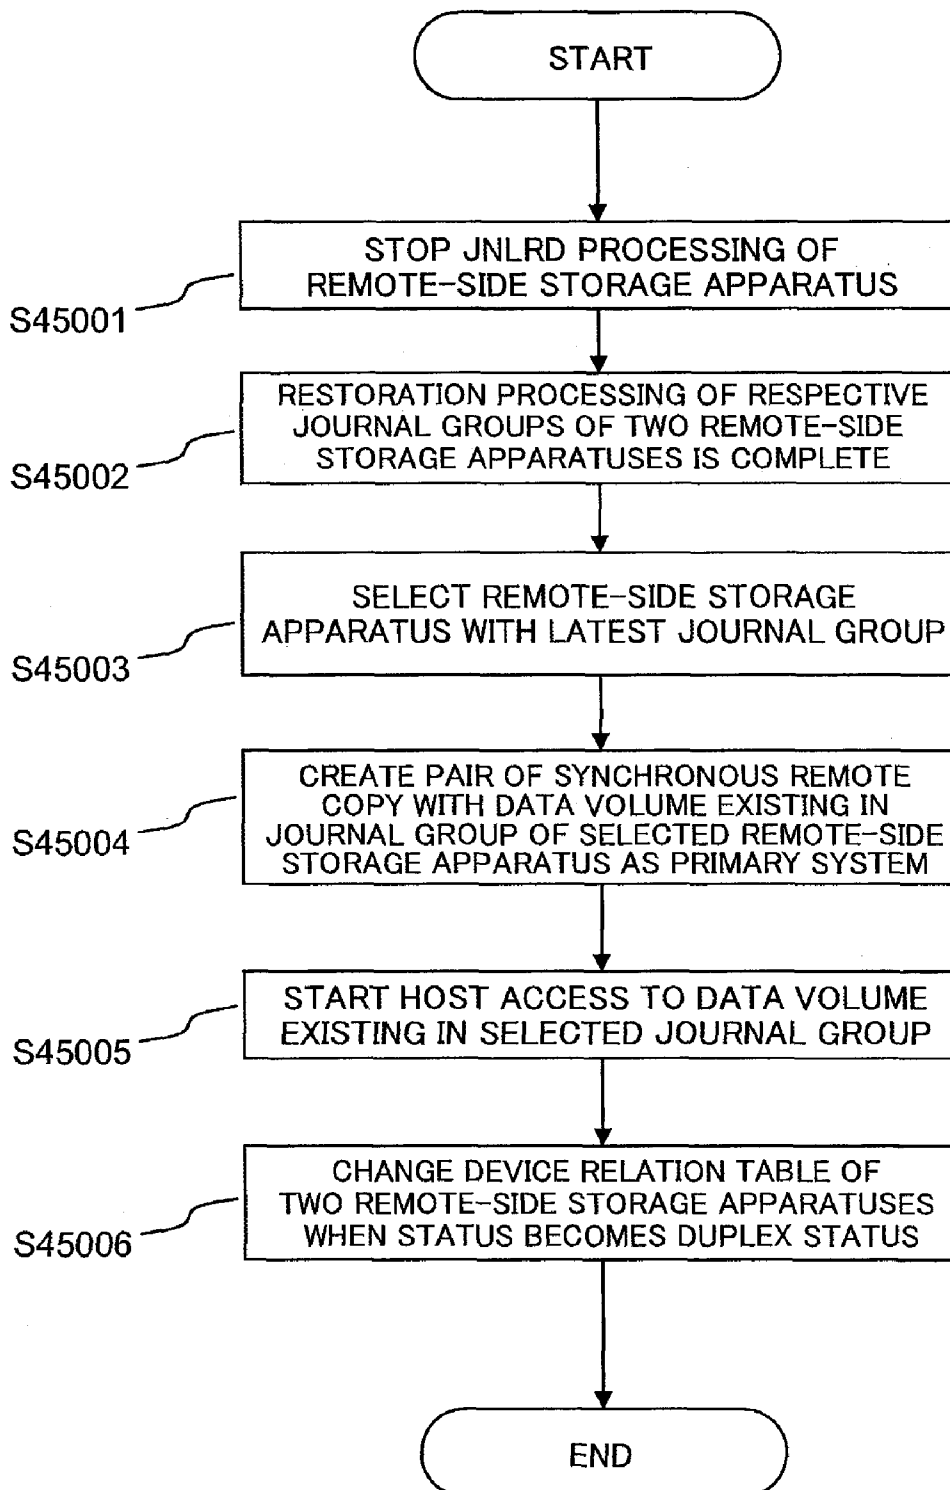 START
STOP JNLRD PROCESSING OF
REMOTE-SIDE STORAGE APPARATUS
S45001
RESTORATION PROCESSING OF RESPECTIVE
JOURNAL GROUPS OF TWO REMOTE-SIDE
STORAGE APPARATUSES IS COMPLETE
S45002
SELECT REMOTE-SIDE STORAGE
APPARATUS WITH LATEST JOURNAL GROUP
S45003
CREATE PAIR OF SYNCHRONOUS REMOTE
COPY WITH DATA VOLUME EXISTING IN
JOURNAL GROUP OF SELECTED REMOTE-SIDE
STORAGE APPARATUS AS PRIMARY SYSTEM
S45004
START HOST ACCESS TO DATA VOLUME
EXISTING IN SELECTED JOURNAL GROUP
S45005
CHANGE DEVICE RELATION TABLE OF
TWO REMOTE-SIDE STORAGE APPARATUSES
WHEN STATUS BECOMES DUPLEX STATUS
S45006
END